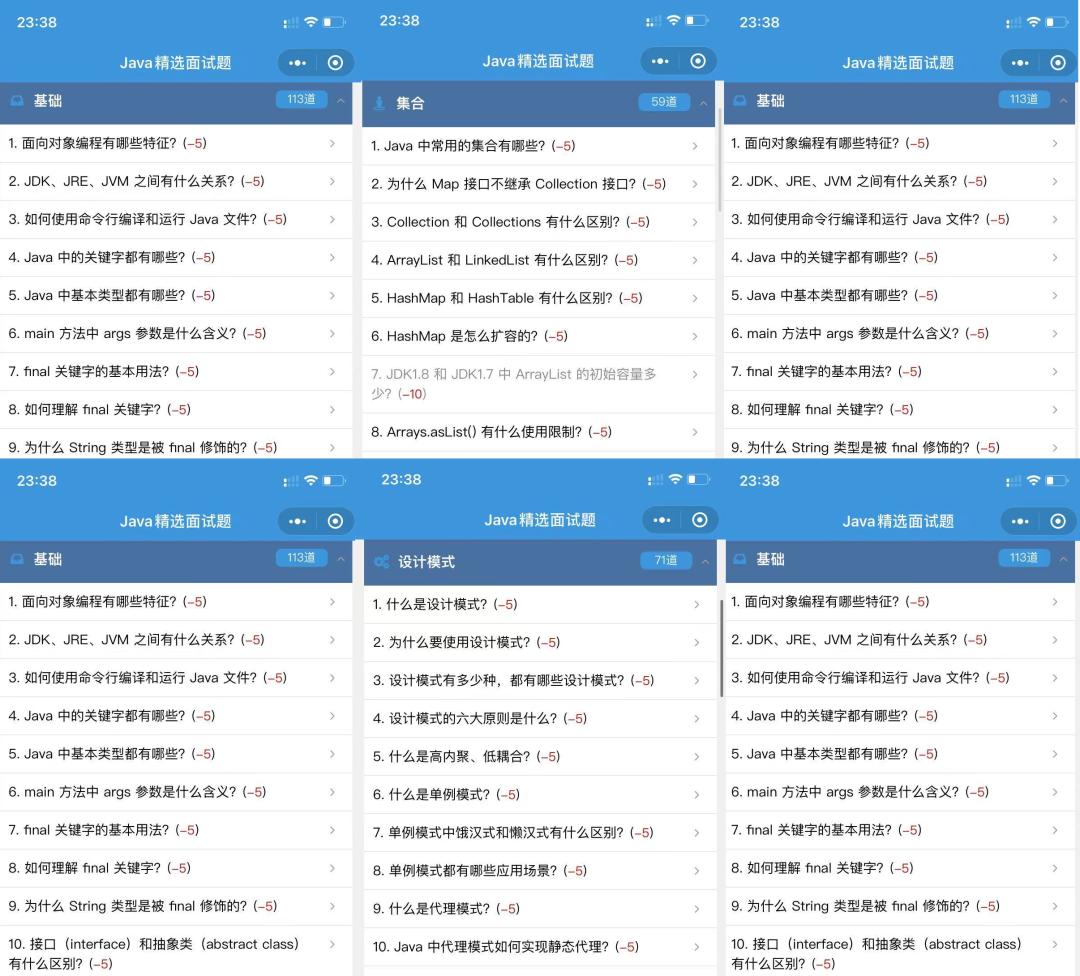 23:38
Java精选面试题
基础
113道
1. 面向对象编程有哪些特征？(-5)
2. JDK、JRE、JVM 之间有什么关系？(-5)
3. 如何使用命令行编译和运行 Java 文件？(-5)
4. Java 中的关键字都有哪些？(-5)
5. Java 中基本类型都有哪些？(-5)
6. main 方法中 args 参数是什么含义？(-5)
7. final 关键字的基本用法？(-5)
8. 如何理解 final 关键字？(-5)
9. 为什么 String 类型是被 final 修饰的？(-5)
23:38
Java精选面试题
集合
59道
1. Java 中常用的集合有哪些？(-5)
2. 为什么 Map 接口不继承 Collection 接口？(-5)
3. Collection 和 Collections 有什么区别？(-5)
4. ArrayList 和 LinkedList 有什么区别？(-5)
5. HashMap 和 HashTable 有什么区别？(-5)
6. HashMap 是怎么扩容的？(-5)
7. JDK1.8 和 JDK1.7 中 ArrayList 的初始容量多
少？(-10)
8. Arrays.asList() 有什么使用限制？(-5)
23:38
Java精选面试题
基础
113道
1. 面向对象编程有哪些特征？(-5)
2. JDK、JRE、JVM 之间有什么关系？(-5)
3. 如何使用命令行编译和运行 Java 文件？(-5)
4. Java 中的关键字都有哪些？(-5)
5. Java 中基本类型都有哪些？(-5)
6. main 方法中 args 参数是什么含义？(-5)
7. final 关键字的基本用法？(-5)
8. 如何理解 final 关键字？(-5)
9. 为什么 String 类型是被 final 修饰的？(-5)
23:38
Java精选面试题
基础
113道
1. 面向对象编程有哪些特征？(-5)
2. JDK、JRE、JVM 之间有什么关系？(-5)
3. 如何使用命令行编译和运行 Java 文件？(-5)
4. Java 中的关键字都有哪些？(-5)
5. Java 中基本类型都有哪些？(-5)
6. main 方法中 args 参数是什么含义？(-5)
7. final 关键字的基本用法？(-5)
8. 如何理解 final 关键字？(-5)
9. 为什么 String 类型是被 final 修饰的？(-5)
10. 接口（interface）和抽象类（abstract class）
有什么区别？(-5)
23:38
Java精选面试题
设计模式
71道
1. 什么是设计模式？(-5)
2. 为什么要使用设计模式？(-5)
3. 设计模式有多少种，都有哪些设计模式？(-5)
4. 设计模式的六大原则是什么？(-5)
5. 什么是高内聚、低耦合？(-5)
6. 什么是单例模式？(-5)
7. 单例模式中饿汉式和懒汉式有什么区别？(-5)
8. 单例模式都有哪些应用场景？(-5)
9. 什么是代理模式？(-5)
10. Java 中代理模式如何实现静态代理？(-5)
23:38
Java精选面试题
基础
113道
1. 面向对象编程有哪些特征？(-5)
2. JDK、JRE、JVM 之间有什么关系？(-5)
3. 如何使用命令行编译和运行 Java 文件？(-5)
4. Java 中的关键字都有哪些？(-5)
5. Java 中基本类型都有哪些？(-5)
6. main 方法中 args 参数是什么含义？(-5)
7. final 关键字的基本用法？(-5)
8. 如何理解 final 关键字？(-5)
9. 为什么 String 类型是被 final 修饰的？(-5)
10. 接口（interface）和抽象类（abstract class）
有什么区别？(-5)